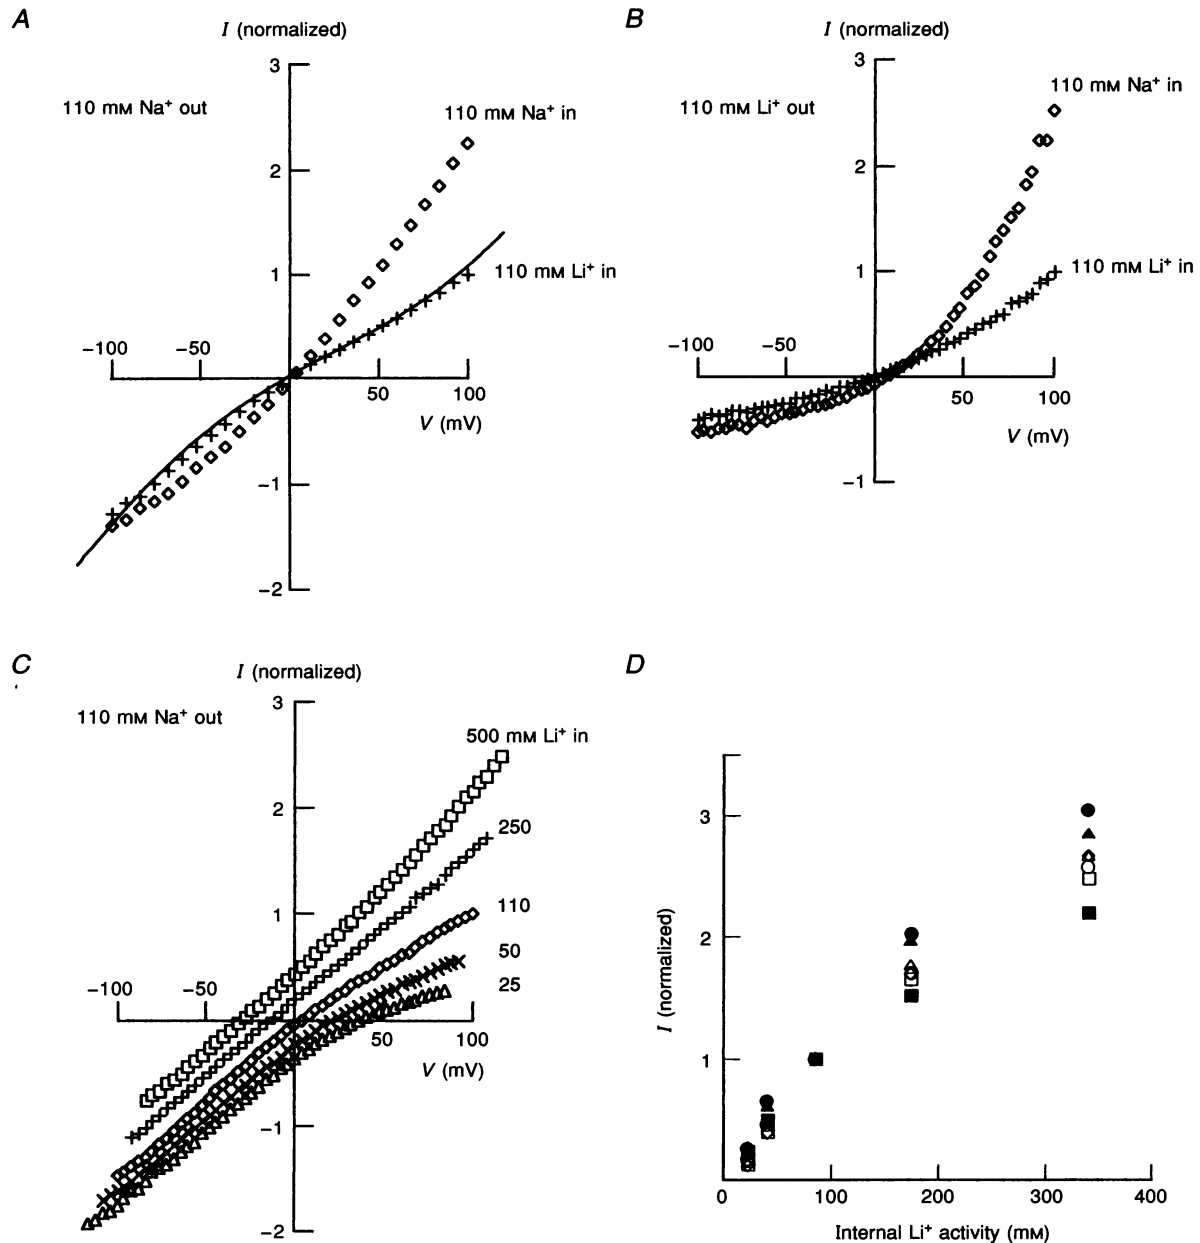 A
I (normalized)
3
110 mM Na⁺ out
110 mM Na⁺ in
2
1
110 mM Li⁺ in
−100
−50
50
100
V (mV)
−1
−2
B
I (normalized)
3
110 mM Li⁺ out
110 mM Na⁺ in
2
1
110 mM Li⁺ in
−100
−50
50
100
V (mV)
−1
C
I (normalized)
3
110 mM Na⁺ out
500 mM Li⁺ in
2
250
1
110
50
25
−100
−50
50
100
V (mV)
−1
−2
D
3
2
1
I (normalized)
0
100
200
300
400
Internal Li⁺ activity (mM)